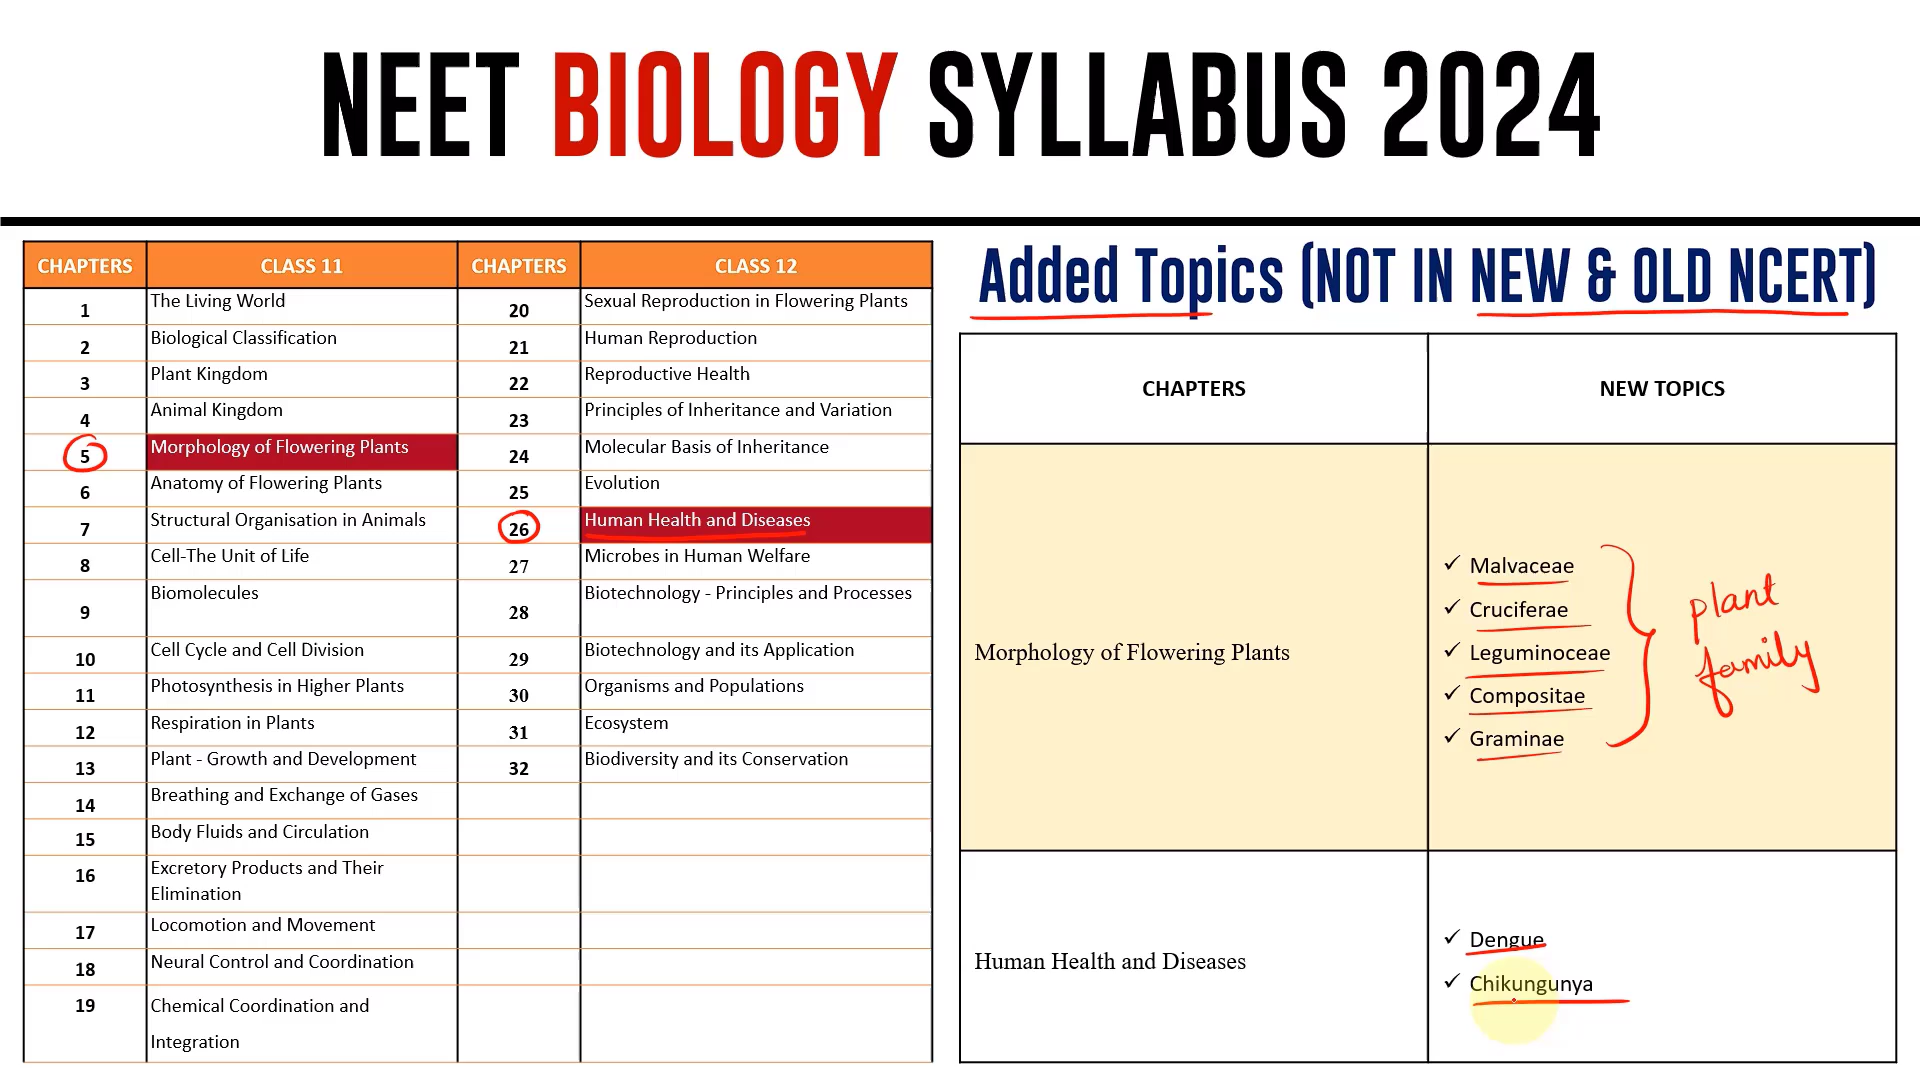 NEET BIOLOGY SYLLABUS 2024
CHAPTERS CLASS 11 CHAPTERS CLASS 12
1 The Living World 20 Sexual Reproduction in Flowering Plants
2 Biological Classification 21 Human Reproduction
3 Plant Kingdom 22 Reproductive Health
4 Animal Kingdom 23 Principles of Inheritance and Variation
5 Morphology of Flowering Plants 24 Molecular Basis of Inheritance
6 Anatomy of Flowering Plants 25 Evolution
7 Structural Organisation in Animals 26 Human Health and Diseases
8 Cell-The Unit of Life 27 Microbes in Human Welfare
9 Biomolecules 28 Biotechnology - Principles and Processes
10 Cell Cycle and Cell Division 29 Biotechnology and its Application
11 Photosynthesis in Higher Plants 30 Organisms and Populations
12 Respiration in Plants 31 Ecosystem
13 Plant - Growth and Development 32 Biodiversity and its Conservation
14 Breathing and Exchange of Gases
15 Body Fluids and Circulation
16 Excretory Products and Their
Elimination
17 Locomotion and Movement
18 Neural Control and Coordination
19 Chemical Coordination and
Integration
Added Topics (NOT IN NEW & OLD NCERT)
CHAPTERS NEW TOPICS
Morphology of Flowering Plants
✓ Malvaceae
✓ Cruciferae
✓ Leguminoceae
✓ Compositae
✓ Graminae
plant
family
Human Health and Diseases
✓ Dengue
✓ Chikungunya